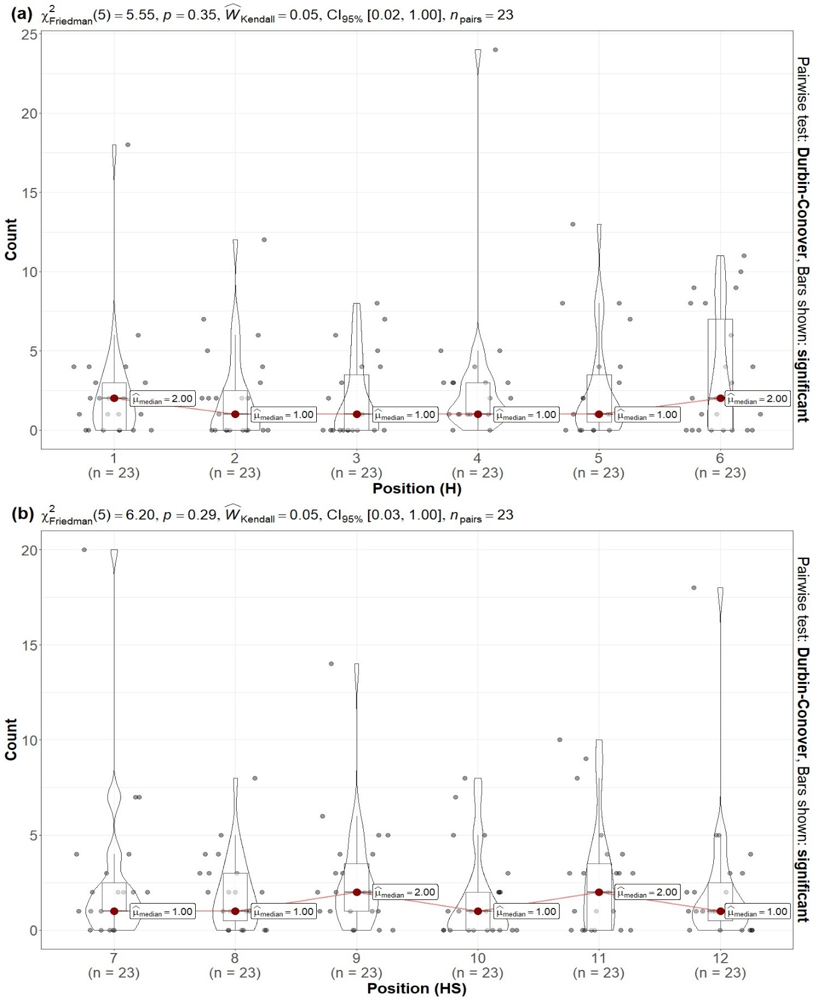 (a) χ²Friedman(5) = 5.55, p = 0.35, ŴKendall = 0.05, CI95% [0.02, 1.00], npairs = 23
25
20
15
10
5
0
Count
μ̂median = 2.00
μ̂median = 1.00
μ̂median = 1.00
μ̂median = 1.00
μ̂median = 1.00
μ̂median = 2.00
1 2 3 4 5 6
(n = 23) (n = 23) (n = 23) (n = 23) (n = 23) (n = 23)
Position (H)
Pairwise test: Durbin-Conover, Bars shown: significant
(b) χ²Friedman(5) = 6.20, p = 0.29, ŴKendall = 0.05, CI95% [0.03, 1.00], npairs = 23
20
15
10
5
0
Count
μ̂median = 1.00
μ̂median = 1.00
μ̂median = 2.00
μ̂median = 1.00
μ̂median = 2.00
μ̂median = 1.00
7 8 9 10 11 12
(n = 23) (n = 23) (n = 23) (n = 23) (n = 23) (n = 23)
Position (HS)
Pairwise test: Durbin-Conover, Bars shown: significant